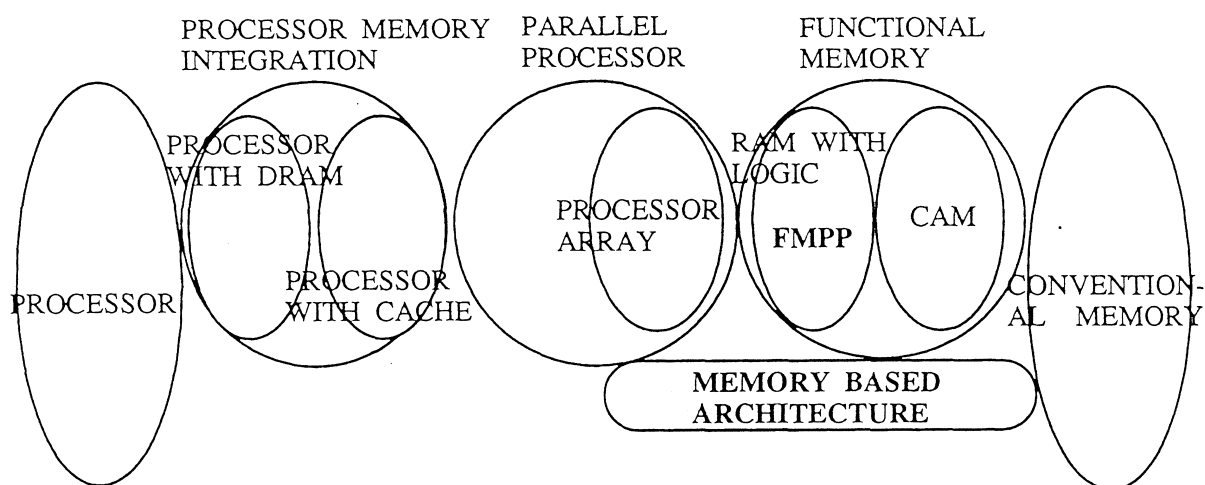 PROCESSOR MEMORY
INTEGRATION
PARALLEL
PROCESSOR
FUNCTIONAL
MEMORY
PROCESSOR
WITH DRAM
RAM WITH
LOGIC
PROCESSOR
ARRAY
FMPP
CAM
PROCESSOR
PROCESSOR
WITH CACHE
CONVENTION-
AL MEMORY
MEMORY BASED
ARCHITECTURE